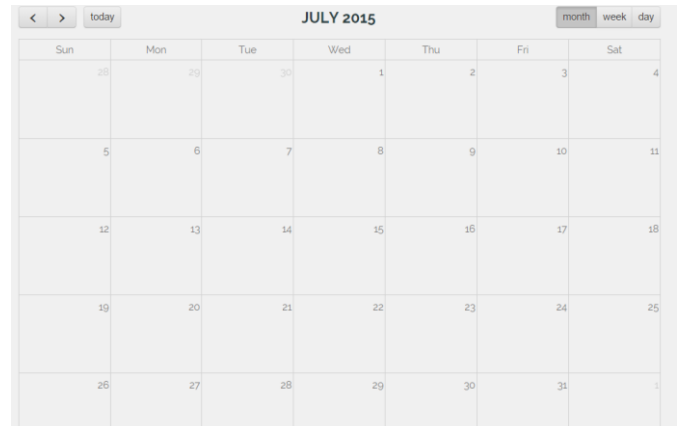 < > today JULY 2015 month week day
Sun Mon Tue Wed Thu Fri Sat
28 29 30 1 2 3 4
5 6 7 8 9 10 11
12 13 14 15 16 17 18
19 20 21 22 23 24 25
26 27 28 29 30 31 1